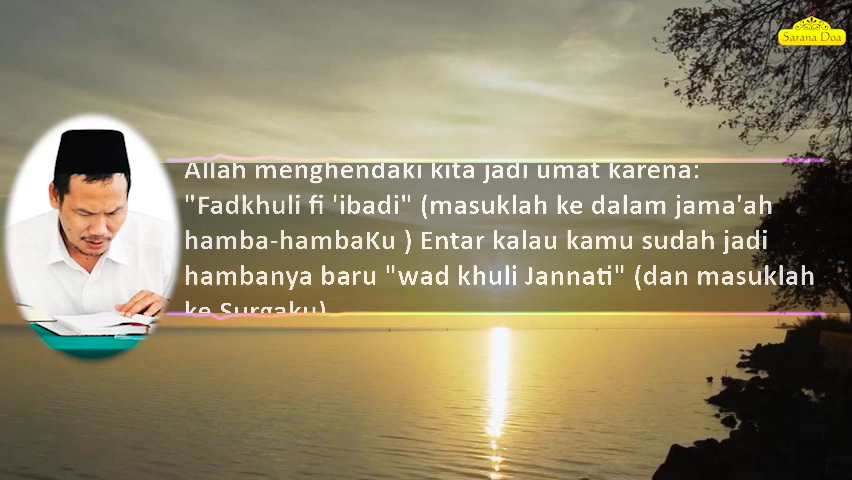 Sarana Doa
Allah menghendaki kita jadi umat karena:
"Fadkhuli fi 'ibadi" (masuklah ke dalam jama'ah
hamba-hambaKu ) Entar kalau kamu sudah jadi
hambanya baru "wad khuli Jannati" (dan masuklah
ke Surgaku)